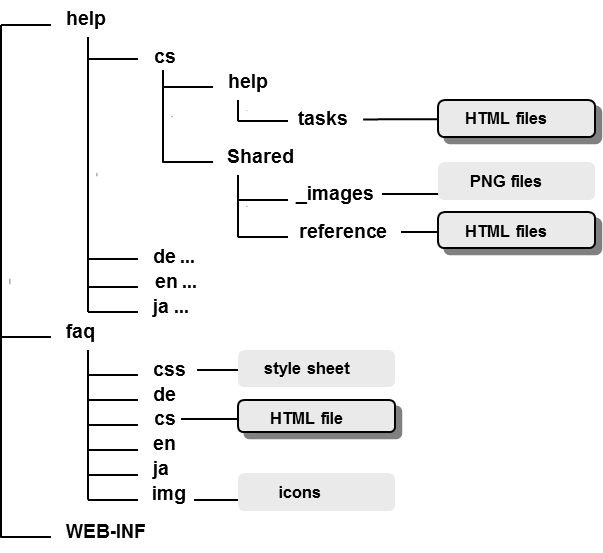 help
cs
help
tasks
HTML files
Shared
_images
PNG files
reference
HTML files
de ...
en ...
ja ...
faq
css
style sheet
de
cs
HTML file
en
ja
img
icons
WEB-INF